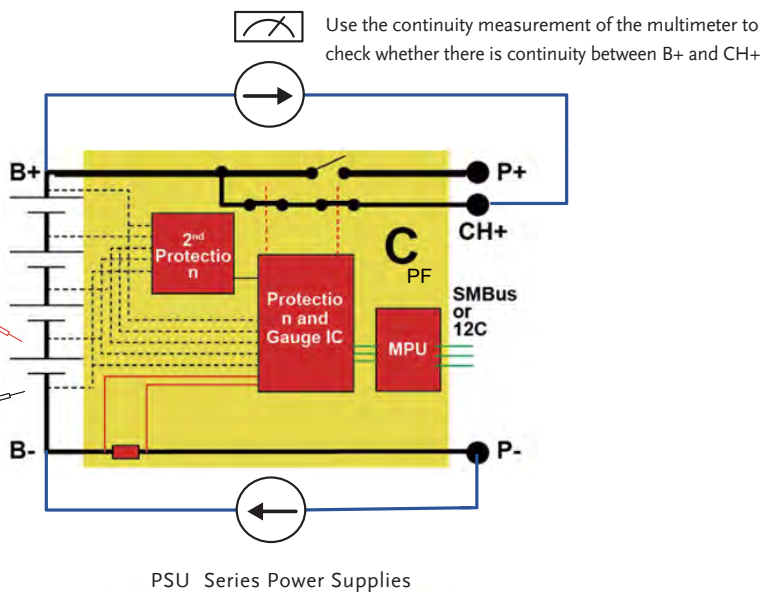 Use the continuity measurement of the multimeter to
check whether there is continuity between B+ and CH+
B+
P+
CH+
2nd
Protectio
n
C
PF
Protectio
n and
Gauge IC
MPU
SMBus
or
12C
B-
P-
PSU Series Power Supplies